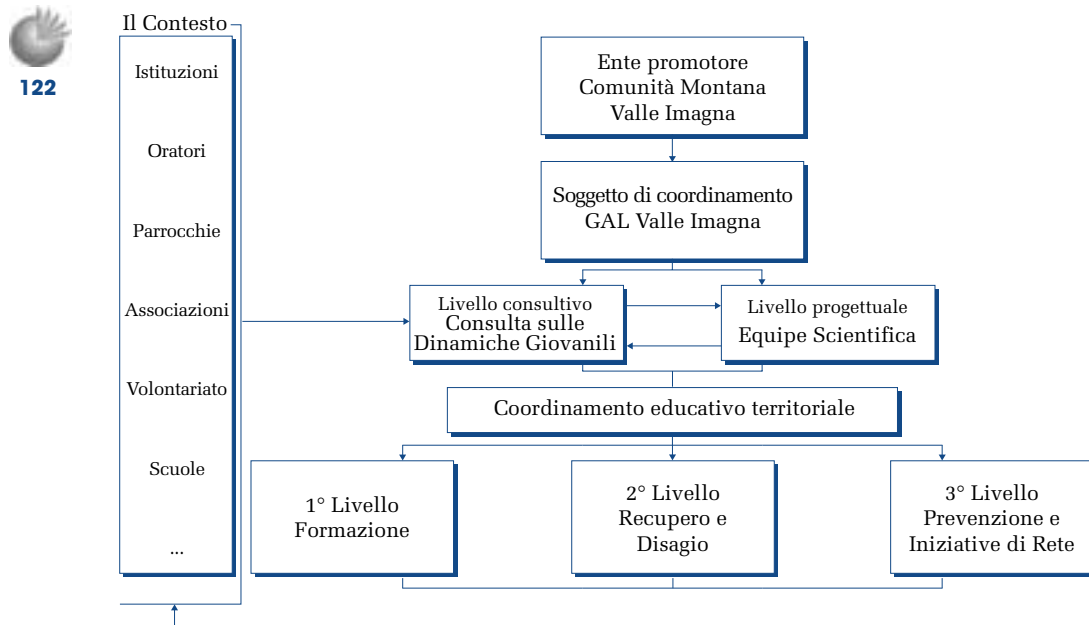 122
Il Contesto
Istituzioni
Oratori
Parrocchie
Associazioni
Volontariato
Scuole
...
Ente promotore
Comunità Montana
Valle Imagna
Soggetto di coordinamento
GAL Valle Imagna
Livello consultivo
Consulta sulle
Dinamiche Giovanili
Livello progettuale
Equipe Scientifica
Coordinamento educativo territoriale
1° Livello
Formazione
2° Livello
Recupero e
Disagio
3° Livello
Prevenzione e
Iniziative di Rete